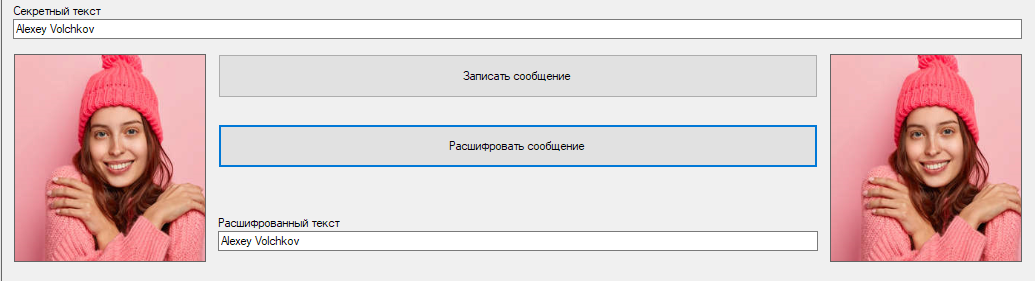 Секретный текст
Alexey Volchkov
Записать сообщение
Расшифровать сообщение
Расшифрованный текст
Alexey Volchkov